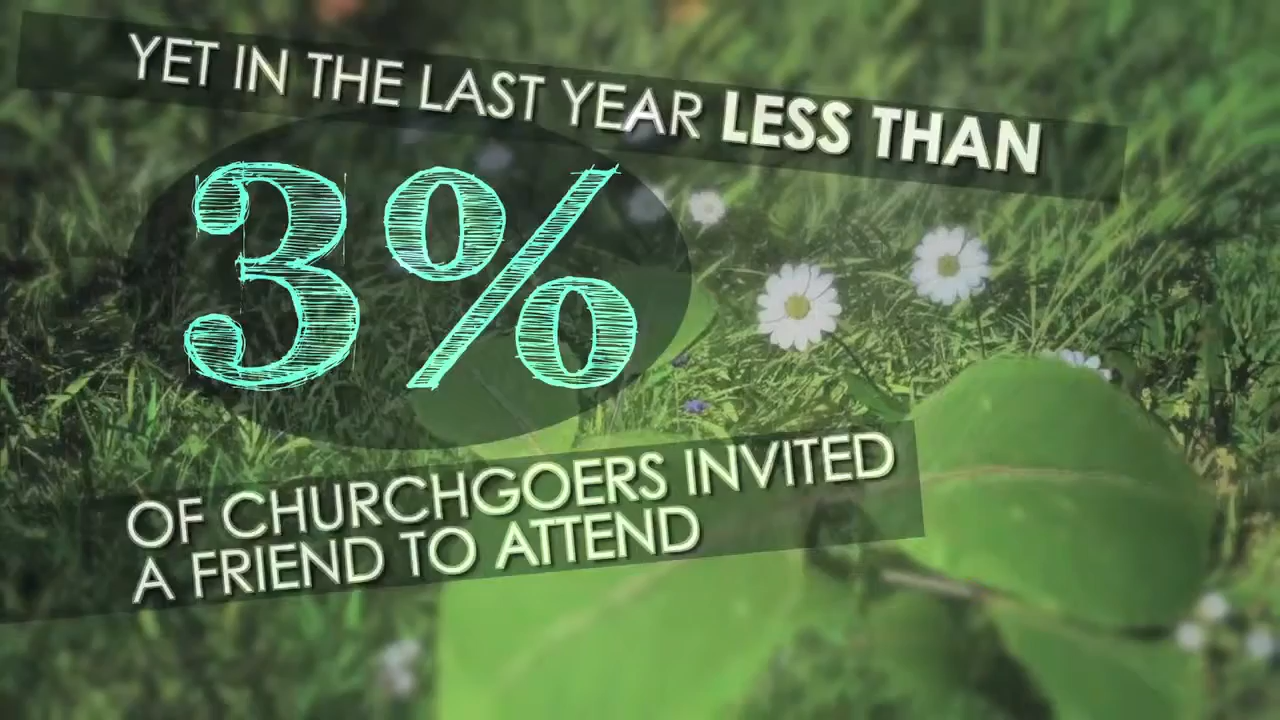 YET IN THE LAST YEAR LESS THAN
3%
OF CHURCHGOERS INVITED
A FRIEND TO ATTEND